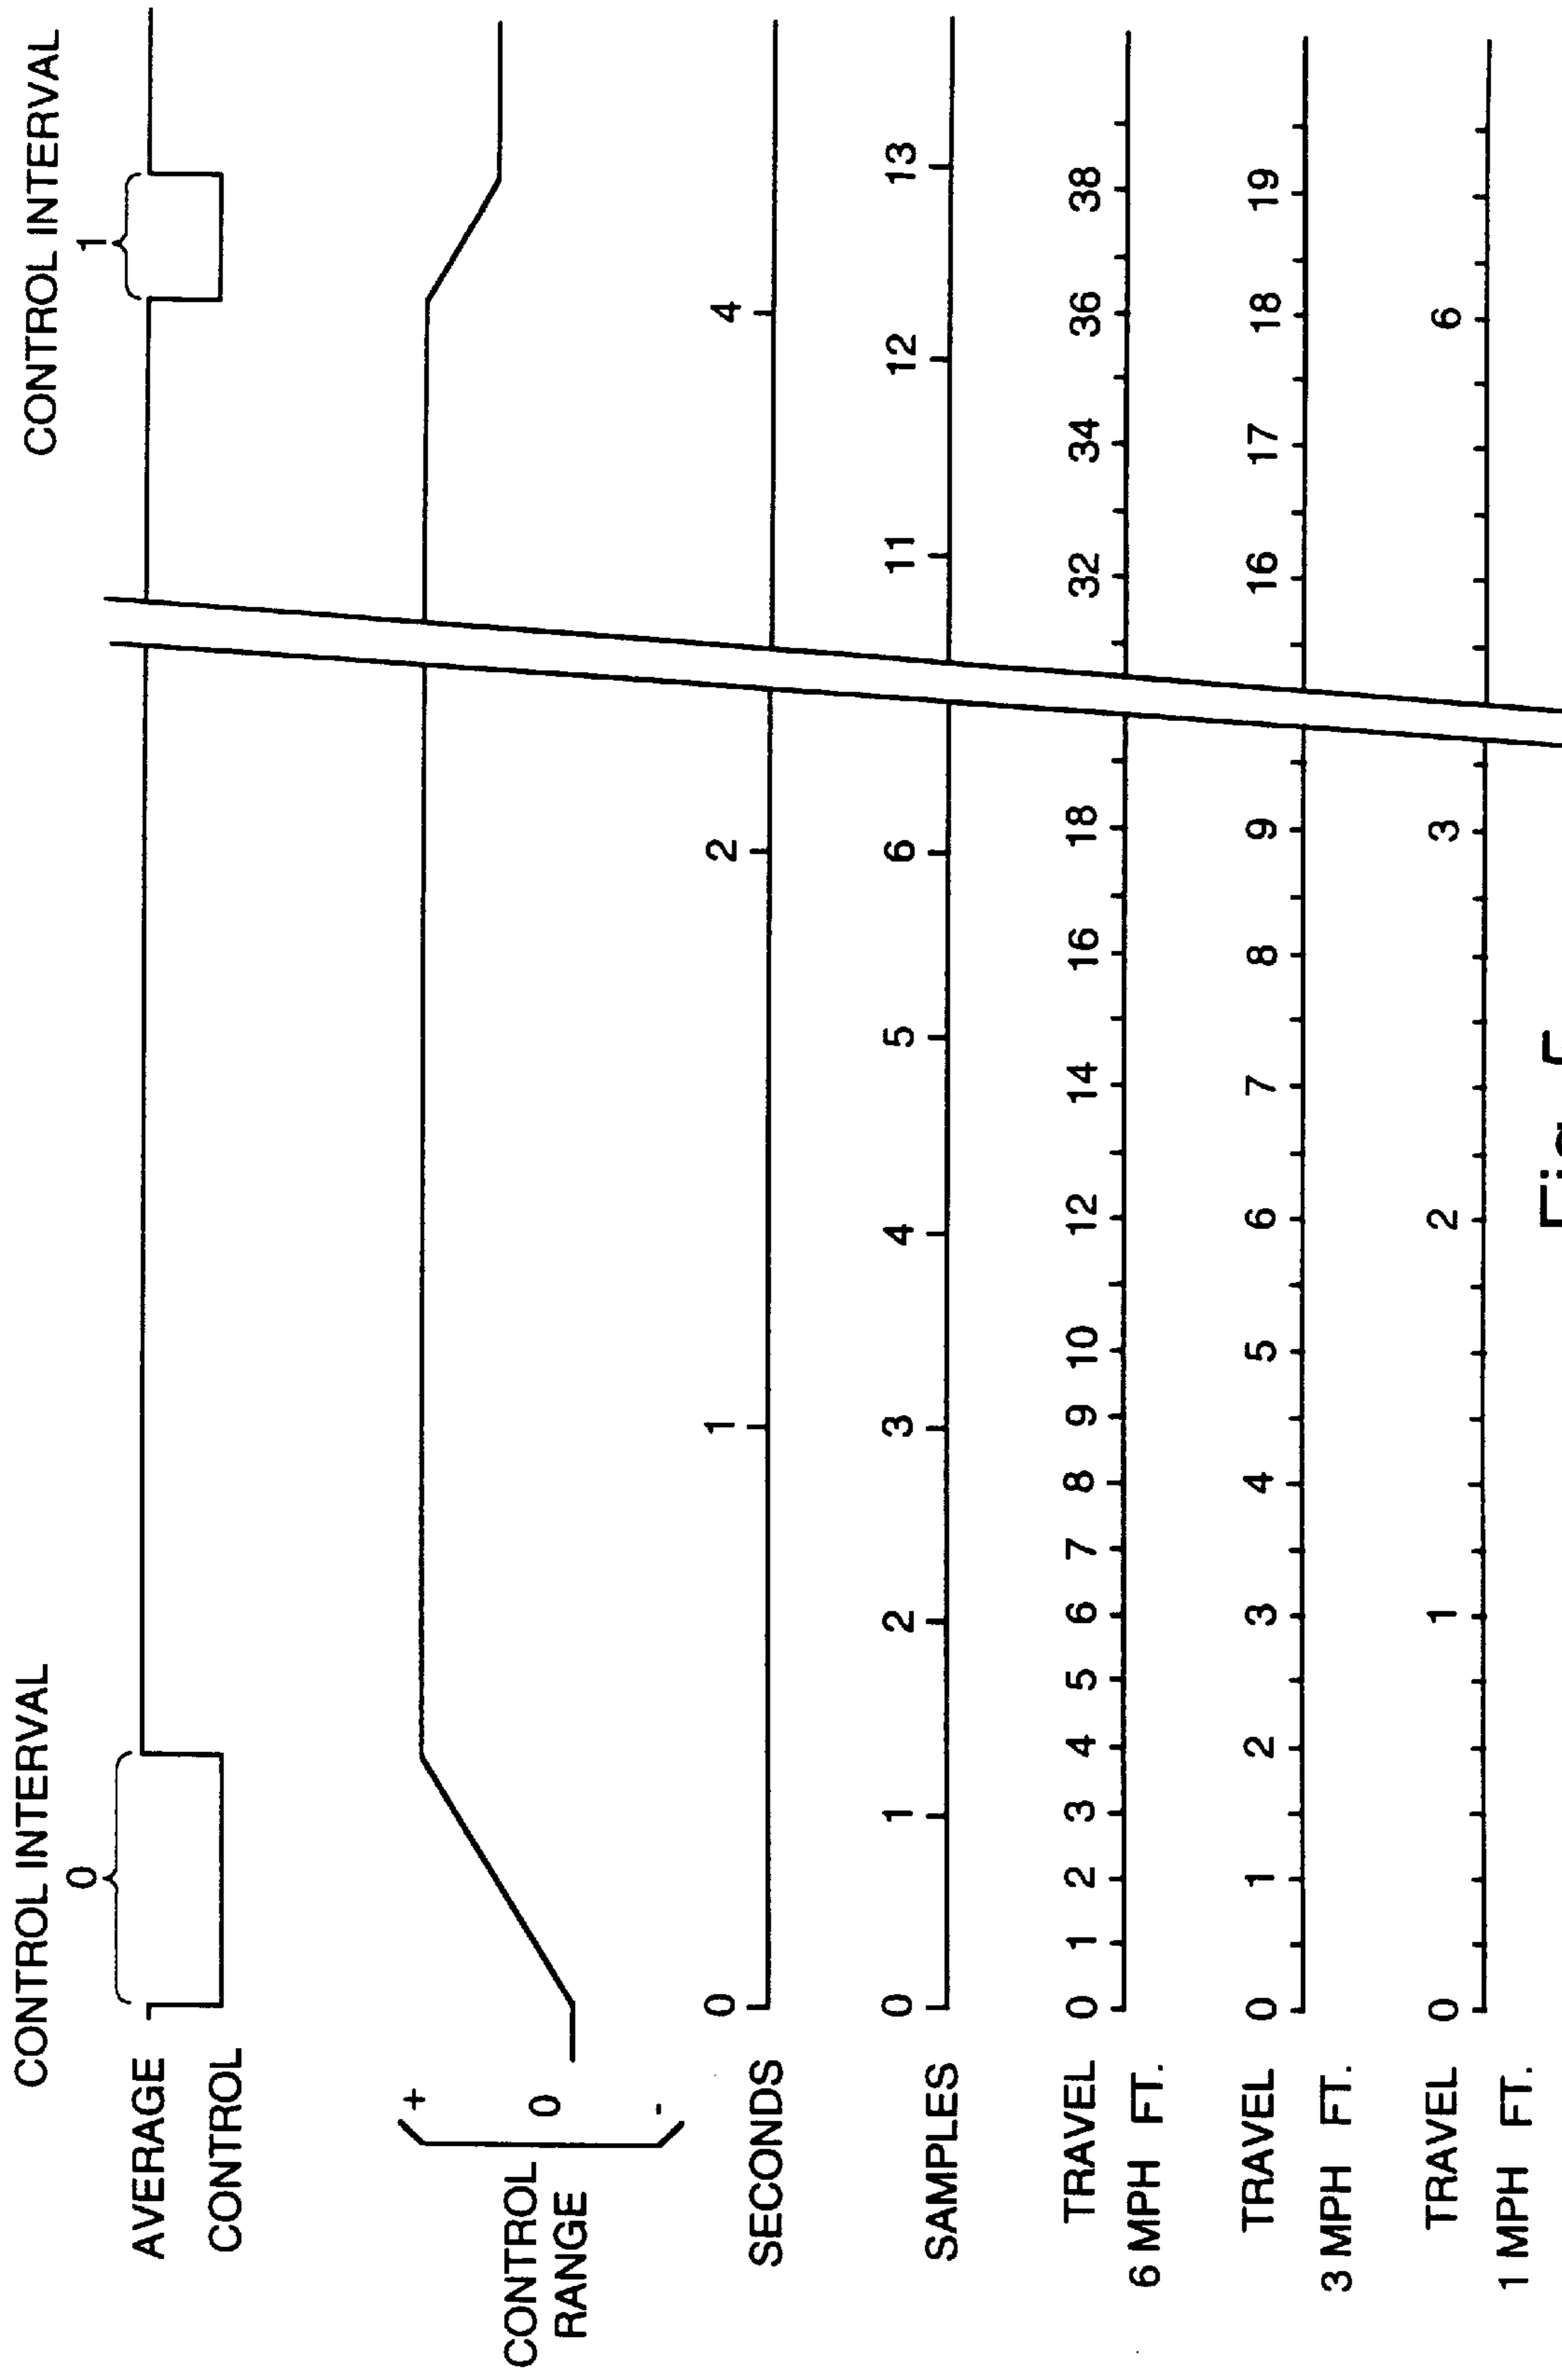 CONTROL INTERVAL CONTROL INTERVAL
0 1
AVERAGE
CONTROL
CONTROL
RANGE
+
0
-
SECONDS 0 1 2 4
SAMPLES 0 1 2 3 4 5 6 11 12 13
TRAVEL 0 1 2 3 4 5 6 7 8 9 10 12 14 16 18 32 34 36 38
6 MPH FT.
TRAVEL 0 1 2 3 4 5 6 7 8 9 16 17 18 19
3 MPH FT.
TRAVEL 0 1 2 3 6
1 MPH FT.